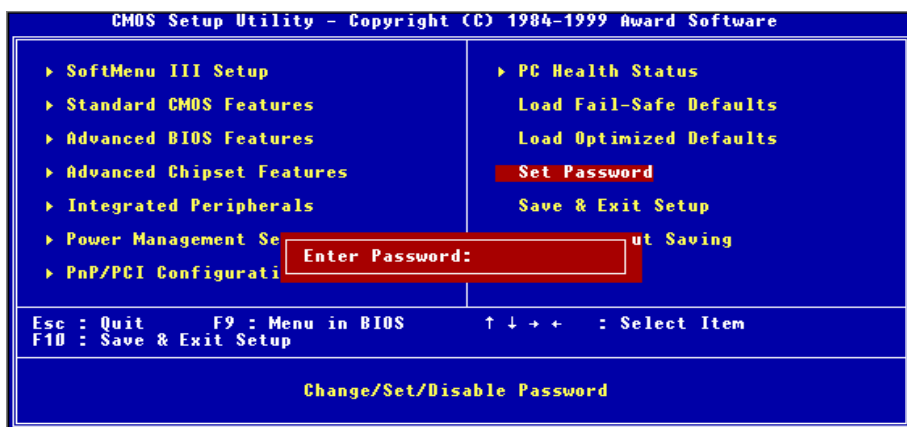 CMOS Setup Utility - Copyright (C) 1984-1999 Award Software
▸ SoftMenu III Setup
▸ Standard CMOS Features
▸ Advanced BIOS Features
▸ Advanced Chipset Features
▸ Integrated Peripherals
▸ Power Management Se
▸ PnP/PCI Configurati
▸ PC Health Status
Load Fail-Safe Defaults
Load Optimized Defaults
Set Password
Save & Exit Setup
ut Saving
Enter Password:
Esc : Quit F9 : Menu in BIOS ↑ ↓ → ← : Select Item
F10 : Save & Exit Setup
Change/Set/Disable Password